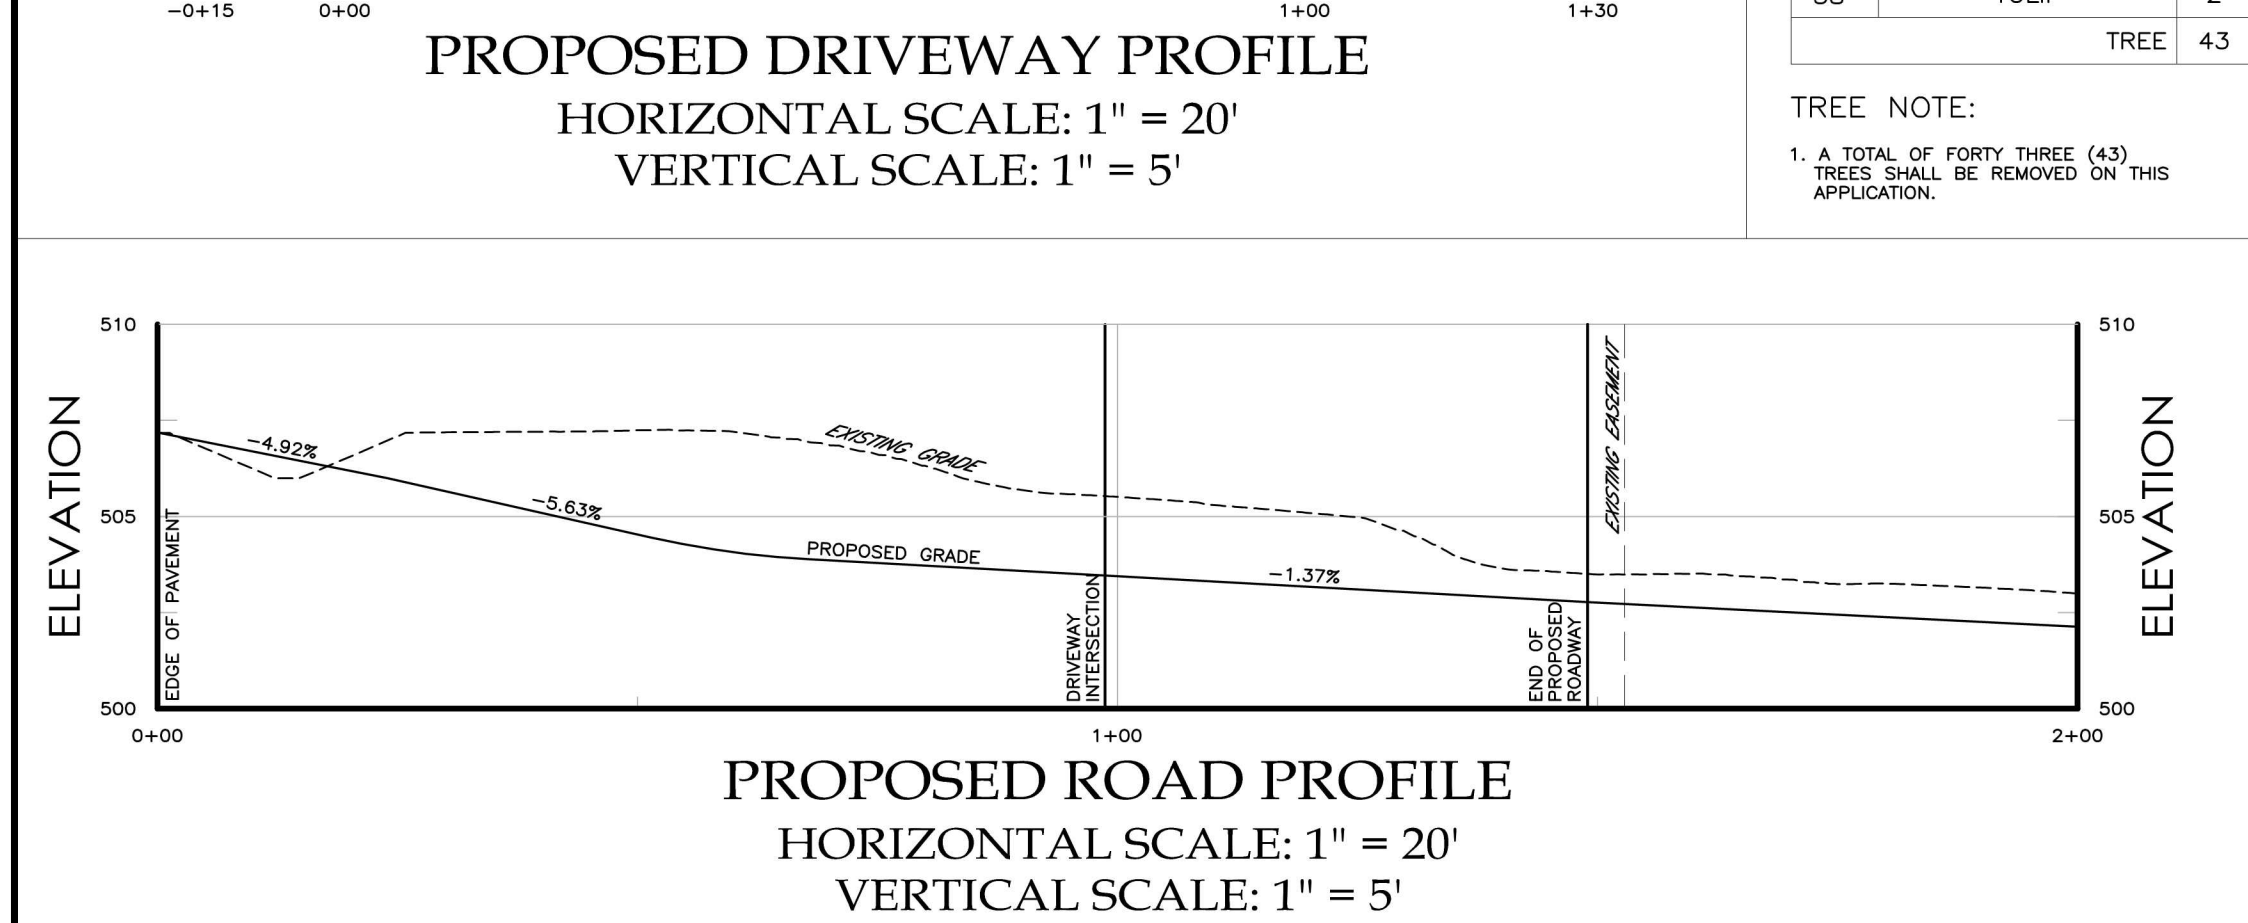 -0+15 0+00 1+00 1+30
PROPOSED DRIVEWAY PROFILE
HORIZONTAL SCALE: 1" = 20'
VERTICAL SCALE: 1" = 5'
TREE 43
TREE NOTE:
1. A TOTAL OF FORTY THREE (43)
TREES SHALL BE REMOVED ON THIS
APPLICATION.
510 510
ELEVATION
505 505
500 500
ELEVATION
EDGE OF PAVEMENT
-4.92%
-5.63%
EXISTING GRADE
PROPOSED GRADE
DRIVEWAY
INTERSECTION
-1.37%
END OF
PROPOSED
ROADWAY
EXISTING EASEMENT
0+00 1+00 2+00
PROPOSED ROAD PROFILE
HORIZONTAL SCALE: 1" = 20'
VERTICAL SCALE: 1" = 5'